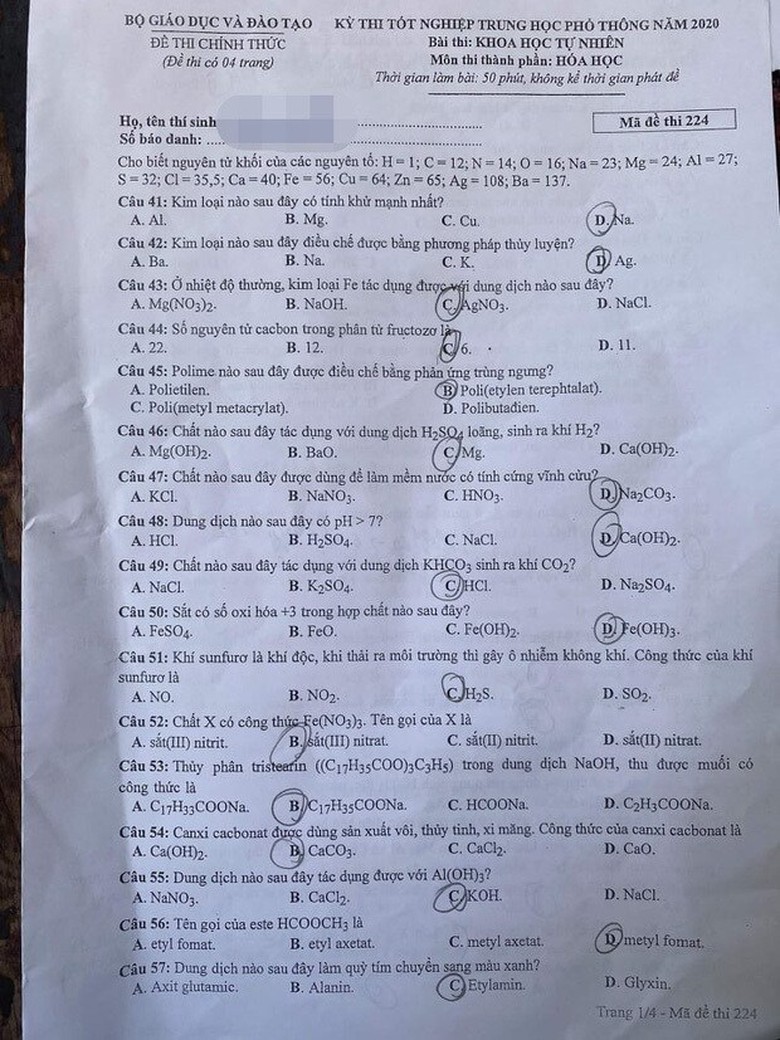 BỘ GIÁO DỤC VÀ ĐÀO TẠO KỲ THI TỐT NGHIỆP TRUNG HỌC PHỔ THÔNG NĂM 2020
ĐỀ THI CHÍNH THỨC Bài thi: KHOA HỌC TỰ NHIÊN
(Đề thi có 04 trang) Môn thi thành phần: HÓA HỌC
Thời gian làm bài: 50 phút, không kể thời gian phát đề
Họ, tên thí sinh
Số báo danh: Mã đề thi 224
Cho biết nguyên tử khối của các nguyên tố: H = 1; C = 12; N = 14; O = 16; Na = 23; Mg = 24; Al = 27;
S = 32; Cl = 35,5; Ca = 40; Fe = 56; Cu = 64; Zn = 65; Ag = 108; Ba = 137.
Câu 41: Kim loại nào sau đây có tính khử mạnh nhất?
A. Al. B. Mg. C. Cu. D. Na.
Câu 42: Kim loại nào sau đây điều chế được bằng phương pháp thủy luyện?
A. Ba. B. Na. C. K. D. Ag.
Câu 43: Ở nhiệt độ thường, kim loại Fe tác dụng được với dung dịch nào sau đây?
A. Mg(NO3)2. B. NaOH. C. AgNO3. D. NaCl.
Câu 44: Số nguyên tử cacbon trong phân tử fructozơ là
A. 22. B. 12. C. 6. D. 11.
Câu 45: Polime nào sau đây được điều chế bằng phản ứng trùng ngưng?
A. Polietilen. B. Poli(etylen terephtalat).
C. Poli(metyl metacrylat). D. Polibutađien.
Câu 46: Chất nào sau đây tác dụng với dung dịch H2SO4 loãng, sinh ra khí H2?
A. Mg(OH)2. B. BaO. C. Mg. D. Ca(OH)2.
Câu 47: Chất nào sau đây được dùng để làm mềm nước có tính cứng vĩnh cửu?
A. KCl. B. NaNO3. C. HNO3. D. Na2CO3.
Câu 48: Dung dịch nào sau đây có pH > 7?
A. HCl. B. H2SO4. C. NaCl. D. Ca(OH)2.
Câu 49: Chất nào sau đây tác dụng với dung dịch KHCO3 sinh ra khí CO2?
A. NaCl. B. K2SO4. C. HCl. D. Na2SO4.
Câu 50: Sắt có số oxi hóa +3 trong hợp chất nào sau đây?
A. FeSO4. B. FeO. C. Fe(OH)2. D. Fe(OH)3.
Câu 51: Khí sunfurơ là khí độc, khi thải ra môi trường thì gây ô nhiễm không khí. Công thức của khí
sunfurơ là
A. NO. B. NO2. C. H2S. D. SO2.
Câu 52: Chất X có công thức Fe(NO3)3. Tên gọi của X là
A. sắt(III) nitrit. B. sắt(III) nitrat. C. sắt(II) nitrit. D. sắt(II) nitrat.
Câu 53: Thủy phân tristearin ((C17H35COO)3C3H5) trong dung dịch NaOH, thu được muối có
công thức là
A. C17H33COONa. B. C17H35COONa. C. HCOONa. D. C2H3COONa.
Câu 54: Canxi cacbonat được dùng sản xuất vôi, thủy tinh, xi măng. Công thức của canxi cacbonat là
A. Ca(OH)2. B. CaCO3. C. CaCl2. D. CaO.
Câu 55: Dung dịch nào sau đây tác dụng được với Al(OH)3?
A. NaNO3. B. CaCl2. C. KOH. D. NaCl.
Câu 56: Tên gọi của este HCOOCH3 là
A. etyl fomat. B. etyl axetat. C. metyl axetat. D. metyl fomat.
Câu 57: Dung dịch nào sau đây làm quỳ tím chuyển sang màu xanh?
A. Axit glutamic. B. Alanin. C. Etylamin. D. Glyxin.
Trang 1/4 - Mã đề thi 224